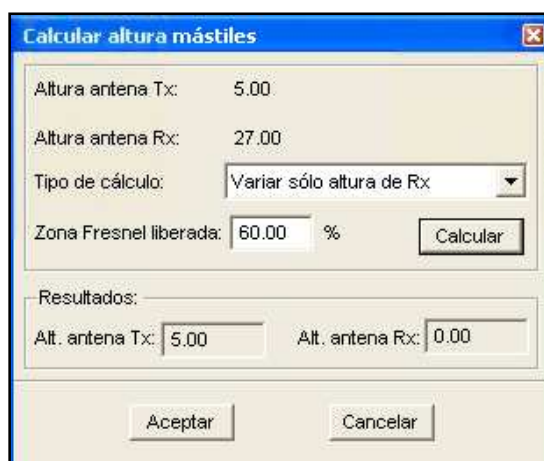 Calcular altura mástiles
Altura antena Tx: 5.00
Altura antena Rx: 27.00
Tipo de cálculo: Variar sólo altura de Rx
Zona Fresnel liberada: 60.00 % Calcular
Resultados:
Alt. antena Tx: 5.00 Alt. antena Rx: 0.00
Aceptar Cancelar